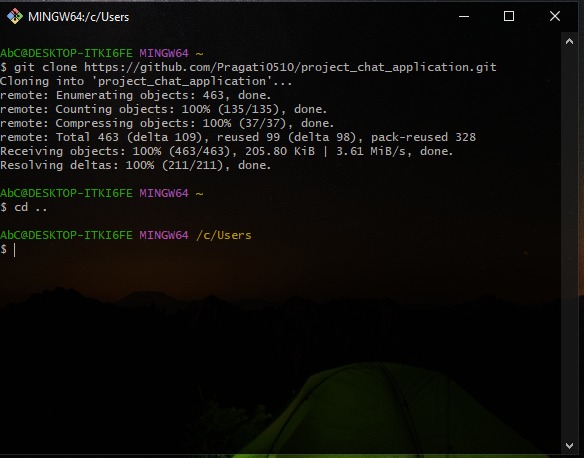 MINGW64:/c/Users
AbC@DESKTOP-ITKI6FE MINGW64 ~
$ git clone https://github.com/Pragati0510/project_chat_application.git
Cloning into 'project_chat_application'...
remote: Enumerating objects: 463, done.
remote: Counting objects: 100% (135/135), done.
remote: Compressing objects: 100% (37/37), done.
remote: Total 463 (delta 109), reused 99 (delta 98), pack-reused 328
Receiving objects: 100% (463/463), 205.80 KiB | 3.61 MiB/s, done.
Resolving deltas: 100% (211/211), done.
AbC@DESKTOP-ITKI6FE MINGW64 ~
$ cd ..
AbC@DESKTOP-ITKI6FE MINGW64 /c/Users
$